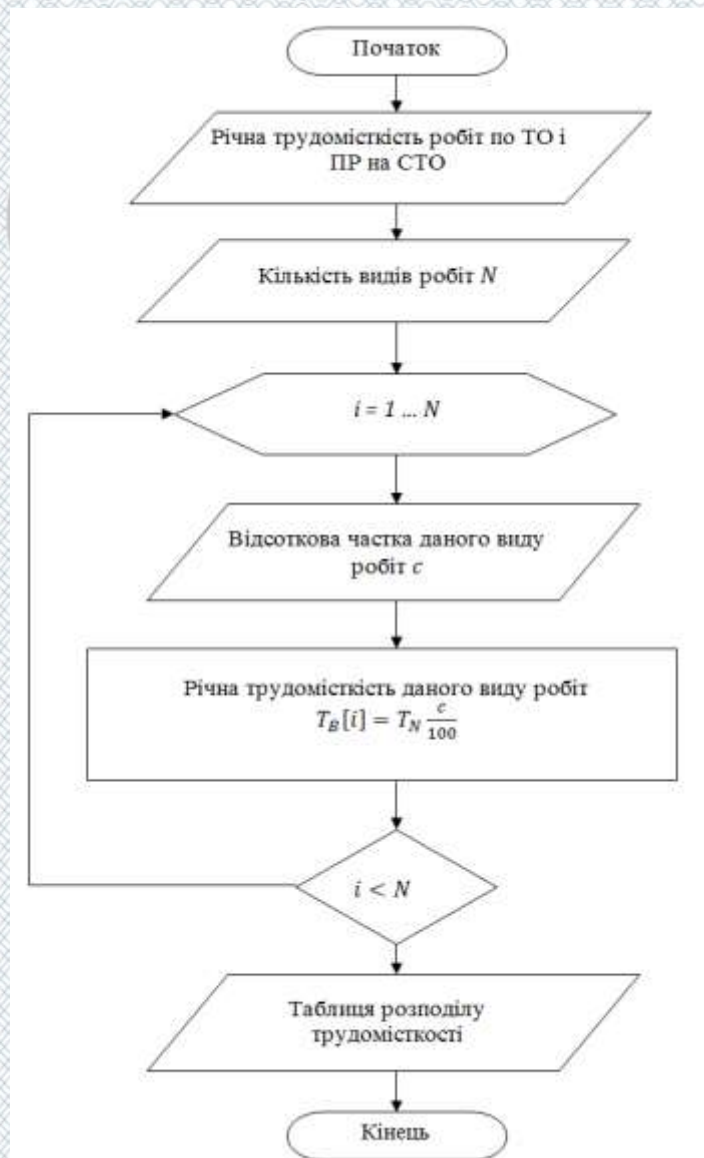 Початок
Річна трудомісткість робіт по ТО і
ПР на СТО
Кількість видів робіт N
i = 1 ... N
Відсоткова частка даного виду
робіт c
Річна трудомісткість даного виду робіт
T_B[i] = T_N c/100
i < N
Таблиця розподілу
трудомісткості
Кінець